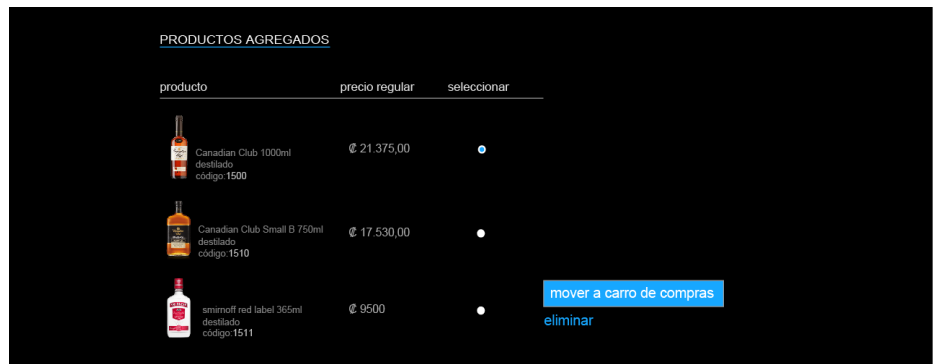 PRODUCTOS AGREGADOS
producto precio regular seleccionar
Canadian Club 1000ml
destilado
código:1500
₡ 21.375,00
Canadian Club Small B 750ml
destilado
código:1510
₡ 17.530,00
smirnoff red label 365ml
destilado
código:1511
₡ 9500
mover a carro de compras
eliminar